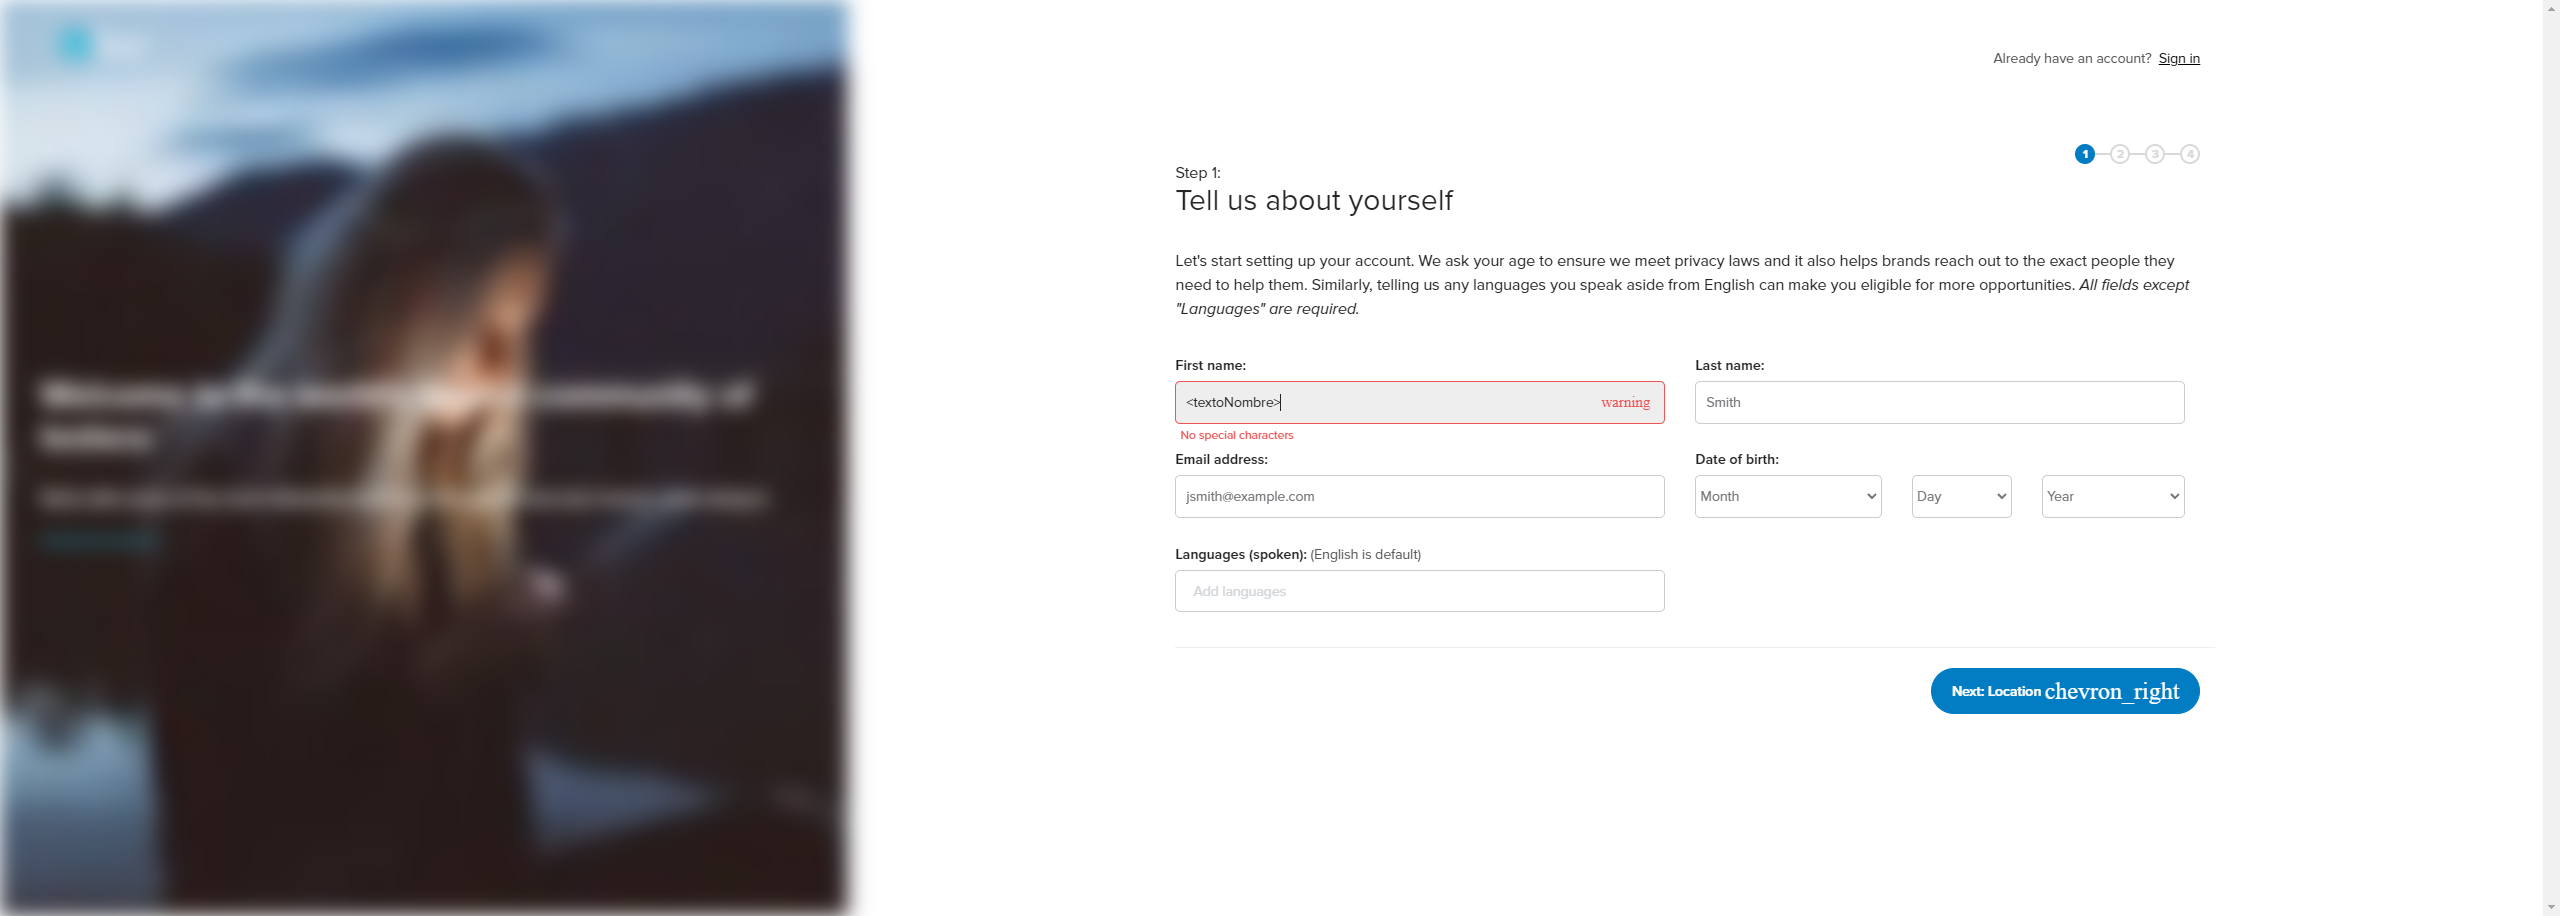 Already have an account? Sign in
1 2 3 4
Step 1:
Tell us about yourself
Let's start setting up your account. We ask your age to ensure we meet privacy laws and it also helps brands reach out to the exact people they
need to help them. Similarly, telling us any languages you speak aside from English can make you eligible for more opportunities. All fields except
"Languages" are required.
First name:
Last name:
<textoNombre>
warning
Smith
No special characters
Email address:
Date of birth:
jsmith@example.com
Month
Day
Year
Languages (spoken): (English is default)
Add languages
Next: Location chevron_right